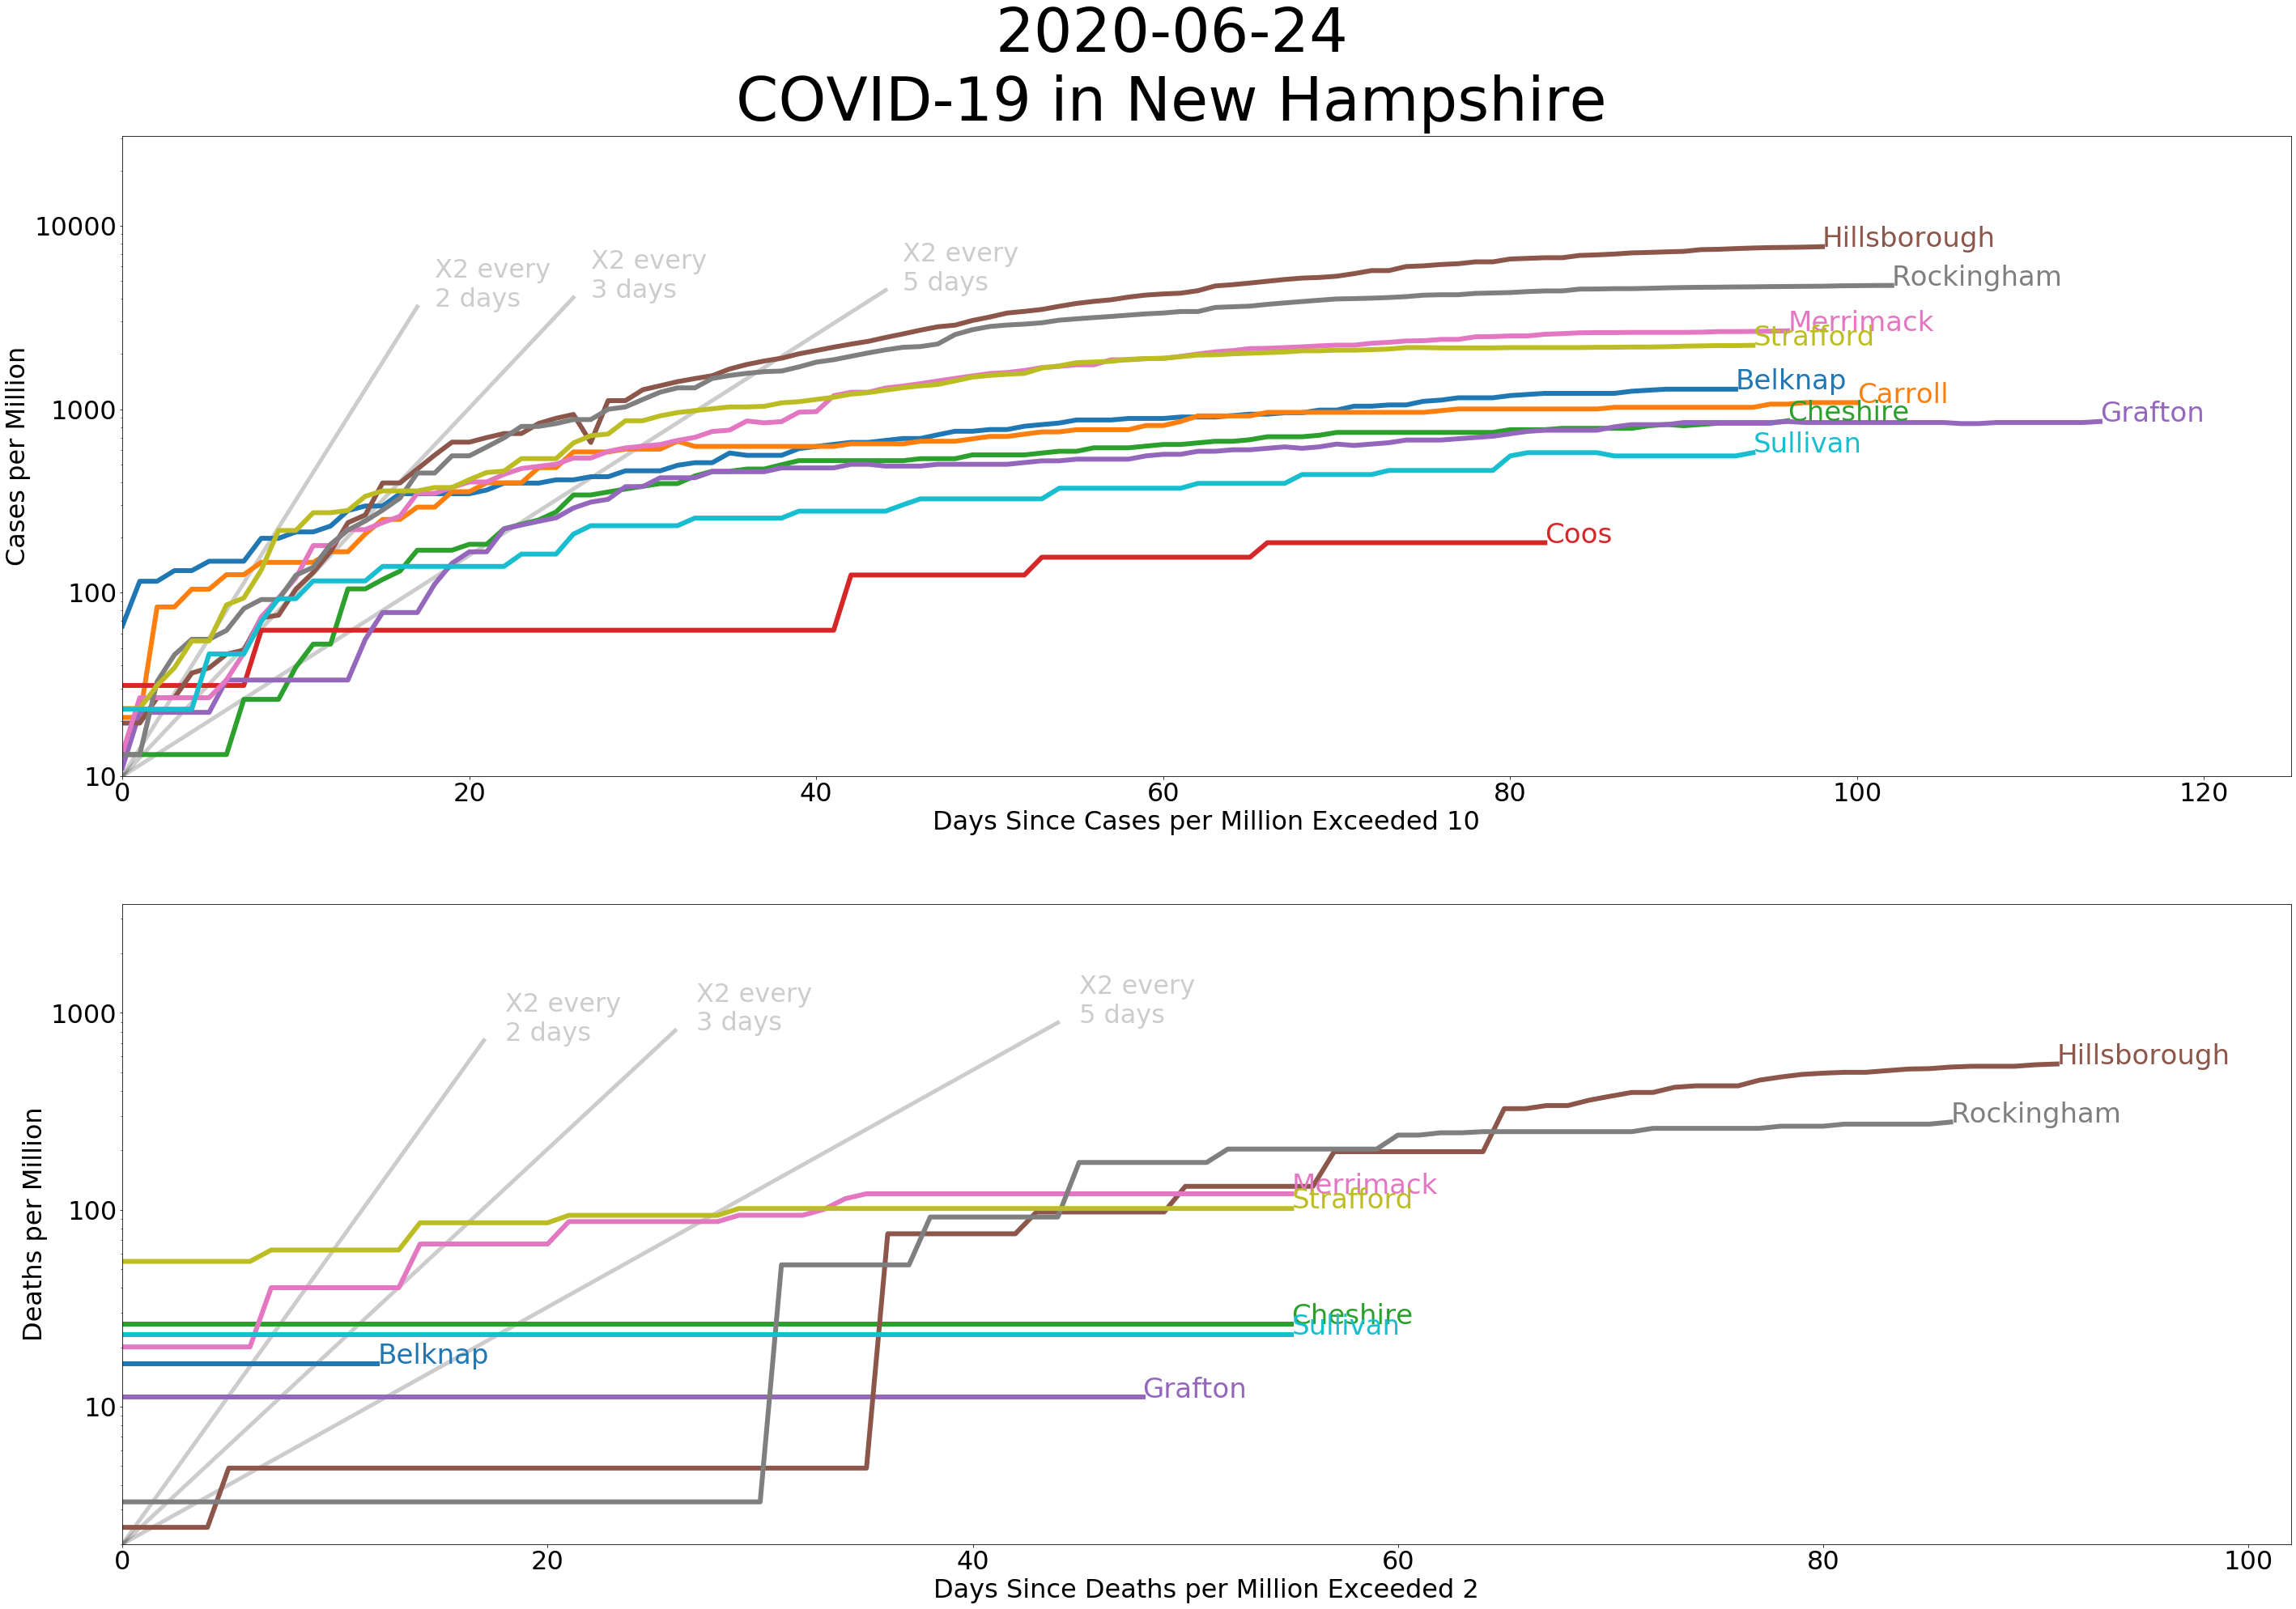 2020-06-24
COVID-19 in New Hampshire
10000
1000
100
10
Cases per Million
X2 every
2 days
X2 every
3 days
X2 every
5 days
Hillsborough
Rockingham
Merrimack
Strafford
Belknap
Carroll
Cheshire
Grafton
Sullivan
Coos
0
20
40
60
80
100
120
Days Since Cases per Million Exceeded 10
1000
100
10
Deaths per Million
X2 every
2 days
X2 every
3 days
X2 every
5 days
Hillsborough
Rockingham
Merrimack
Strafford
Cheshire
Sullivan
Belknap
Grafton
0
20
40
60
80
100
Days Since Deaths per Million Exceeded 2